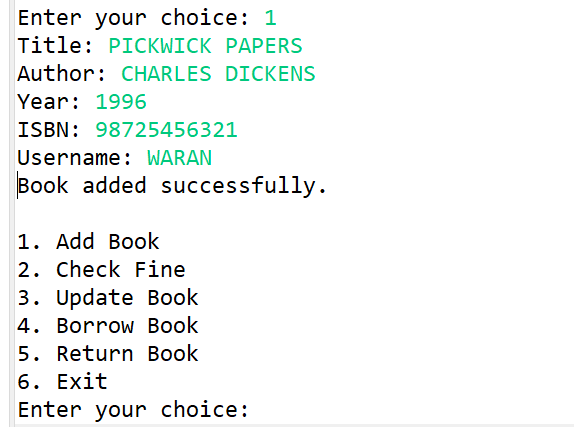 Enter your choice: 1
Title: PICKWICK PAPERS
Author: CHARLES DICKENS
Year: 1996
ISBN: 98725456321
Username: WARAN
Book added successfully.
1. Add Book
2. Check Fine
3. Update Book
4. Borrow Book
5. Return Book
6. Exit
Enter your choice: